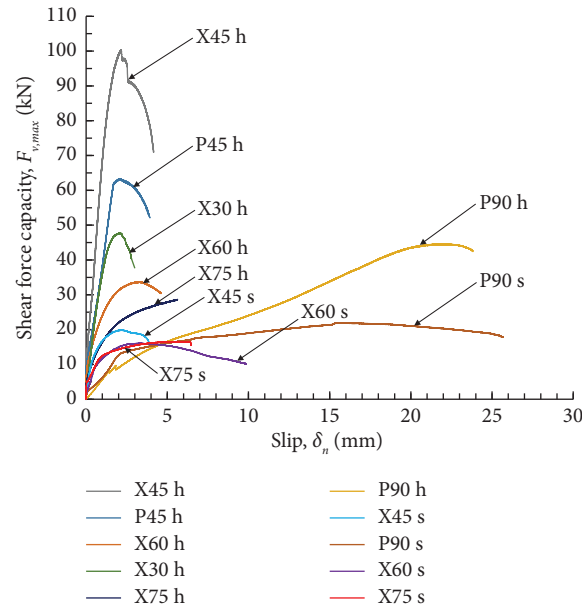 Shear force capacity, F_v,max (kN)
110
100
90
80
70
60
50
40
30
20
10
0
X45 h
P45 h
X30 h
X60 h
X75 h
X45 s
X60 s
X75 s
P90 h
P90 s
0 5 10 15 20 25 30
Slip, δ_n (mm)
X45 h P90 h
P45 h X45 s
X60 h P90 s
X30 h X60 s
X75 h X75 s